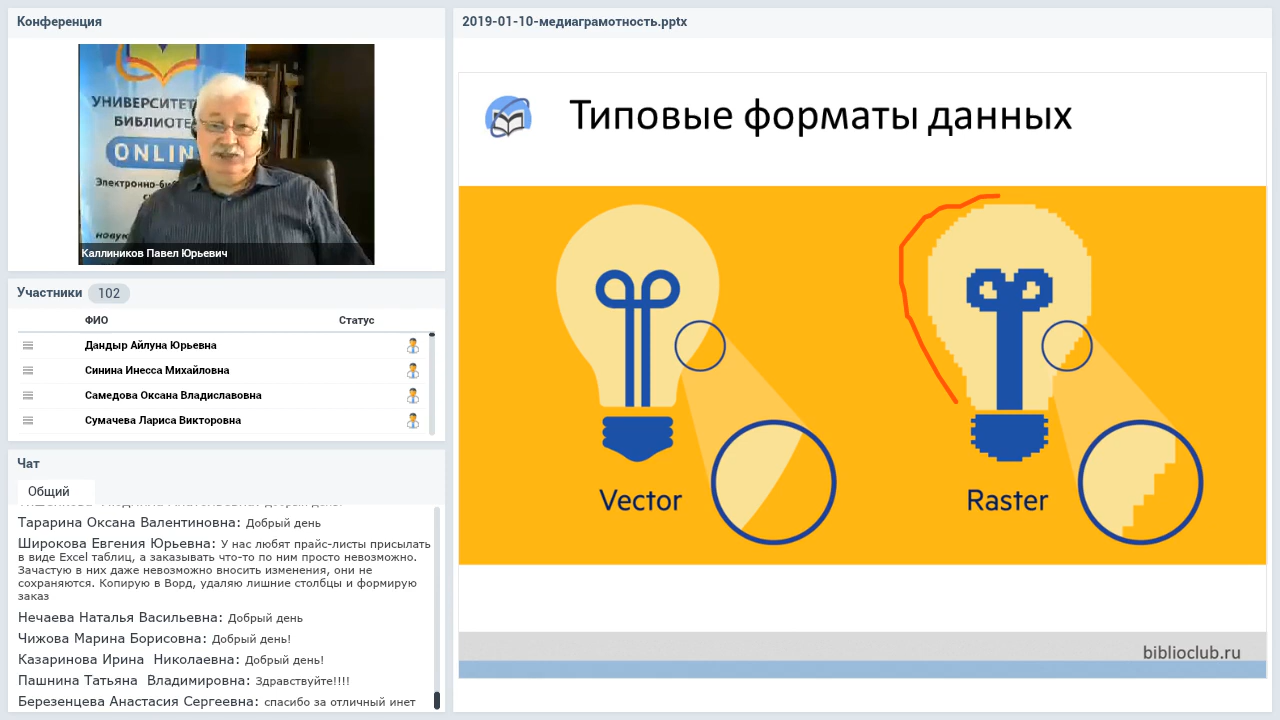 Конференция
УНИВЕРСИТЕТ
БИБЛИОТЕ
ONLIN
Электронно-би
новую
Каллиников Павел Юрьевич
Участники 102
ФИО Статус
Дандыр Айлуна Юрьевна
Синина Инесса Михайловна
Самедова Оксана Владиславовна
Сумачева Лариса Викторовна
Чат
Общий
Тарарина Оксана Валентиновна: Добрый день
Широкова Евгения Юрьевна: У нас любят прайс-листы присылать
в виде Excel таблиц, а заказывать что-то по ним просто невозможно.
Зачастую в них даже невозможно вносить изменения, они не
сохраняются. Копирую в Ворд, удаляю лишние столбцы и формирую
заказ
Нечаева Наталья Васильевна: Добрый день
Чижова Марина Борисовна: Добрый день!
Казаринова Ирина Николаевна: Добрый день!
Пашнина Татьяна Владимировна: Здравствуйте!!!!
Березенцева Анастасия Сергеевна: спасибо за отличный инет
2019-01-10-медиаграмотность.pptx
Типовые форматы данных
Vector
Raster
biblioclub.ru